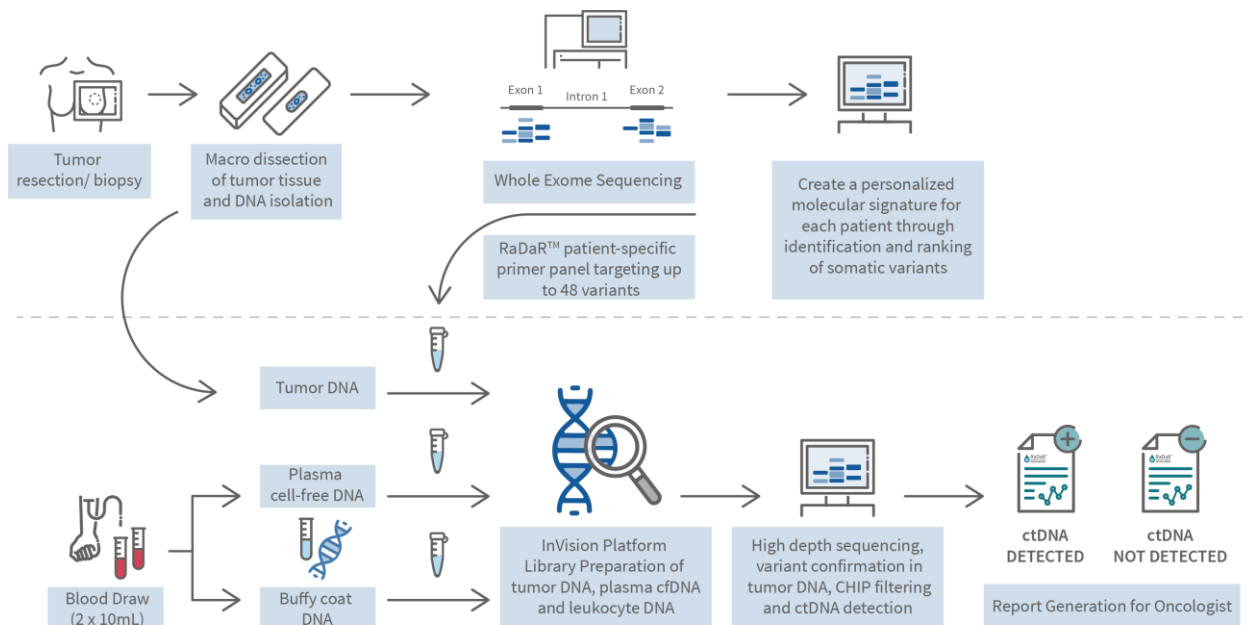 Exon 1
Intron 1
Exon 2
Tumor
resection/ biopsy
Macro dissection
of tumor tissue
and DNA isolation
Whole Exome Sequencing
Create a personalized
molecular signature for
each patient through
identification and ranking
of somatic variants
RaDaR™ patient-specific
primer panel targeting up
to 48 variants
Tumor DNA
Plasma
cell-free DNA
Blood Draw
(2 x 10mL)
Buffy coat
DNA
InVision Platform
Library Preparation of
tumor DNA, plasma cfDNA
and leukocyte DNA
High depth sequencing,
variant confirmation in
tumor DNA, CHIP filtering
and ctDNA detection
RaDaR
RaDaR
ctDNA
DETECTED
ctDNA
NOT DETECTED
Report Generation for Oncologist